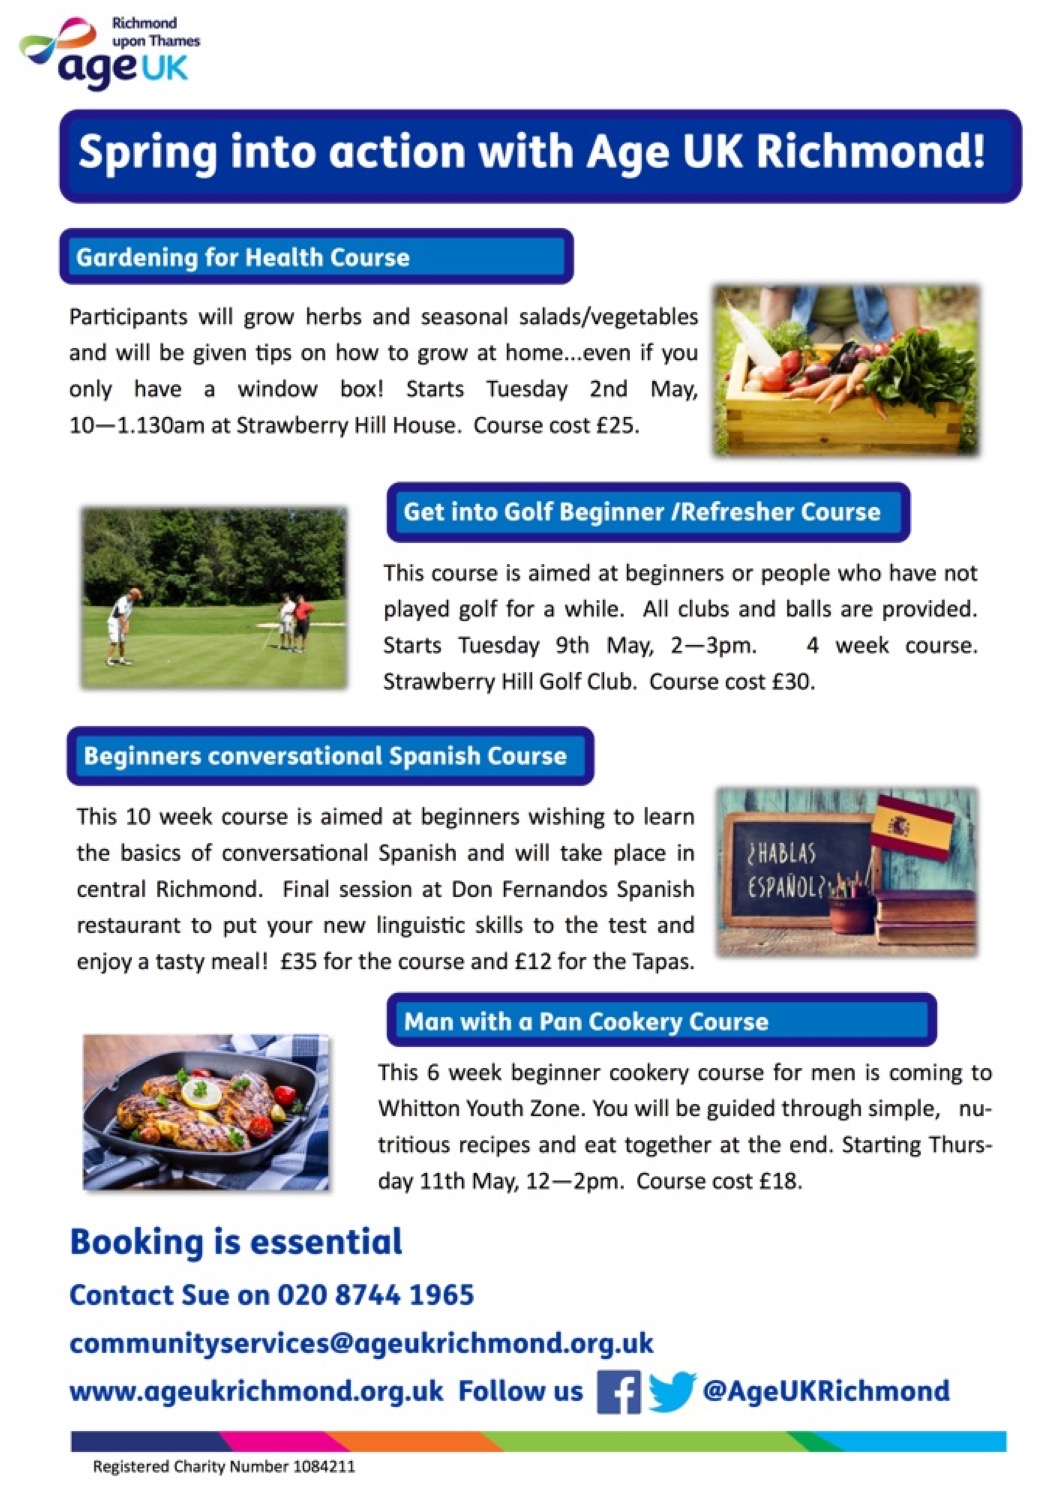 Richmond
upon Thames
ageUK
Spring into action with Age UK Richmond!
Gardening for Health Course
Participants will grow herbs and seasonal salads/vegetables
and will be given tips on how to grow at home...even if you
only have a window box! Starts Tuesday 2nd May,
10—1.130am at Strawberry Hill House. Course cost £25.
Get into Golf Beginner /Refresher Course
This course is aimed at beginners or people who have not
played golf for a while. All clubs and balls are provided.
Starts Tuesday 9th May, 2—3pm. 4 week course.
Strawberry Hill Golf Club. Course cost £30.
Beginners conversational Spanish Course
This 10 week course is aimed at beginners wishing to learn
the basics of conversational Spanish and will take place in
central Richmond. Final session at Don Fernandos Spanish
restaurant to put your new linguistic skills to the test and
enjoy a tasty meal! £35 for the course and £12 for the Tapas.
¿HABLAS
ESPAÑOL?
Man with a Pan Cookery Course
This 6 week beginner cookery course for men is coming to
Whitton Youth Zone. You will be guided through simple, nu-
tritious recipes and eat together at the end. Starting Thurs-
day 11th May, 12—2pm. Course cost £18.
Booking is essential
Contact Sue on 020 8744 1965
communityservices@ageukrichmond.org.uk
www.ageukrichmond.org.uk Follow us @AgeUKRichmond
Registered Charity Number 1084211